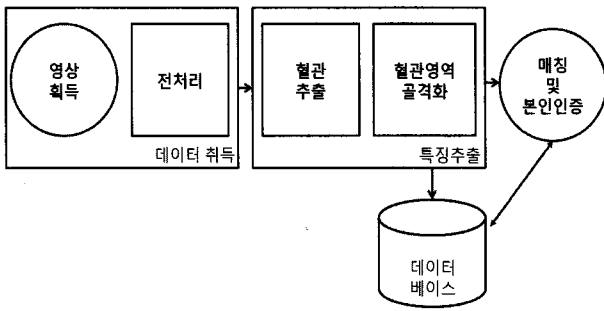 영상
획득
전처리
데이터 취득
혈관
추출
혈관영역
골격화
특징추출
매칭
및
본인인증
데이터
베이스